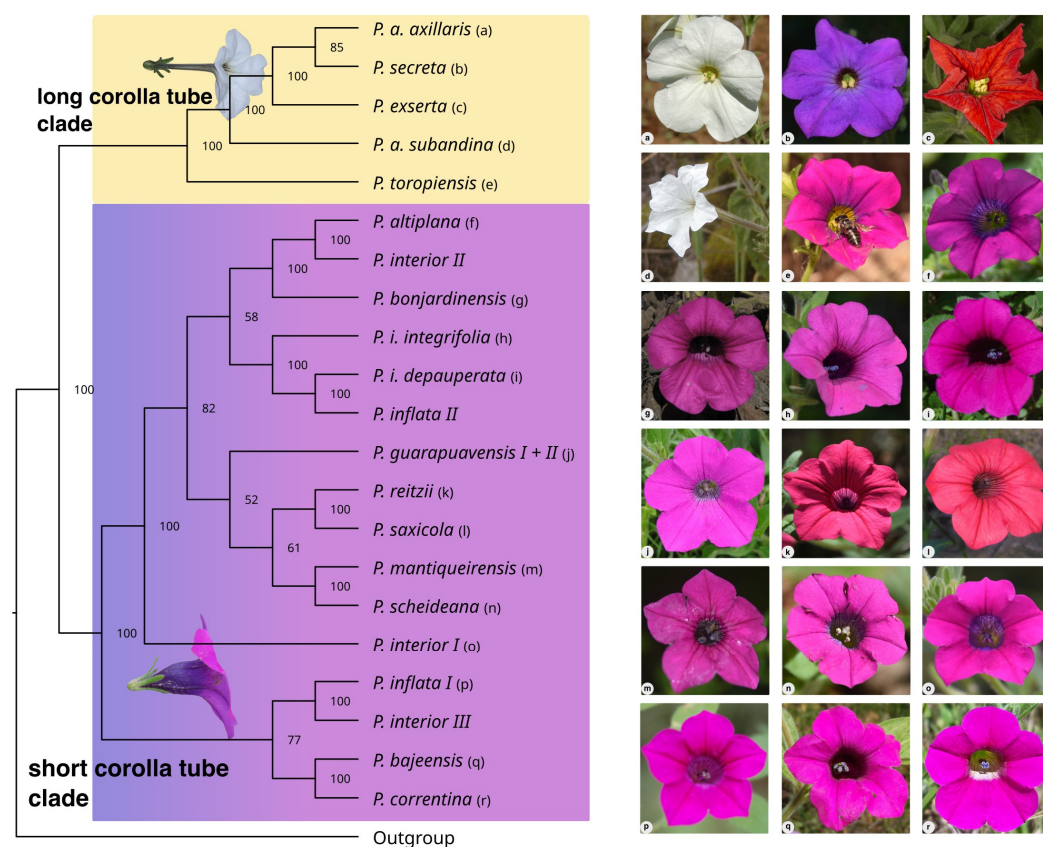 long corolla tube
clade
P. a. axillaris (a)
85
P. secreta (b)
100
P. exserta (c)
100
P. a. subandina (d)
100
P. toropiensis (e)
P. altiplana (f)
100
P. interior II
100
P. bonjardinensis (g)
58
P. i. integrifolia (h)
100
P. i. depauperata (i)
100
P. inflata II
100
82
P. guarapuavensis I + II (j)
52
P. reitzii (k)
100
P. saxicola (l)
61
P. mantiqueirensis (m)
100
P. scheideana (n)
100
P. interior I (o)
100
P. inflata I (p)
100
P. interior III
77
P. bajeensis (q)
100
P. correntina (r)
short corolla tube
clade
Outgroup
a
b
c
d
e
f
g
h
i
j
k
l
m
n
o
p
q
r